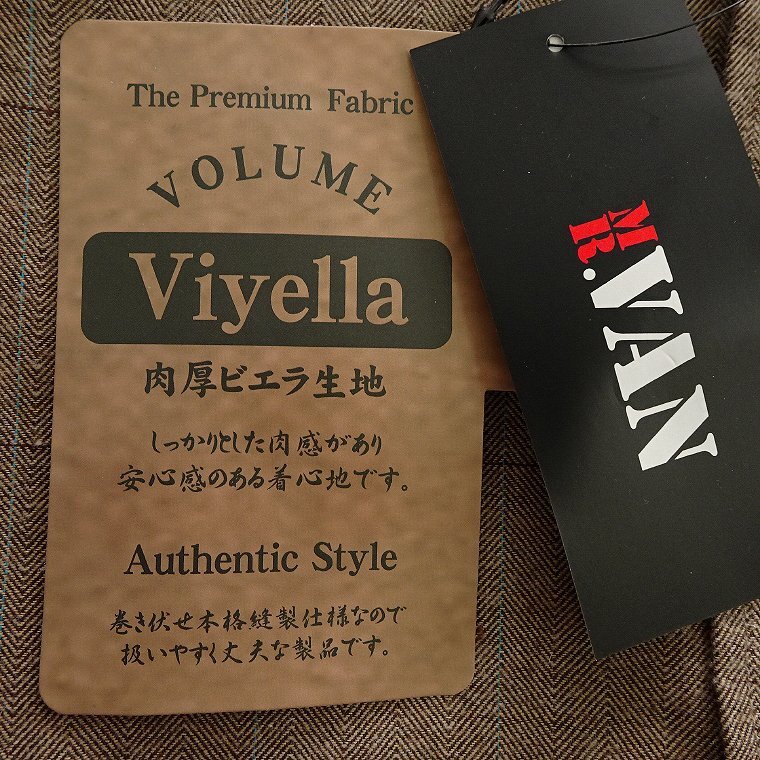 The Premium Fabric
VOLUME
Viyella
肉厚ビエラ生地
しっかりとした肉感があり
安心感のある着心地です。
Authentic Style
巻き伏せ本格縫製仕様なので
扱いやすく丈夫な製品です。
MR.VAN